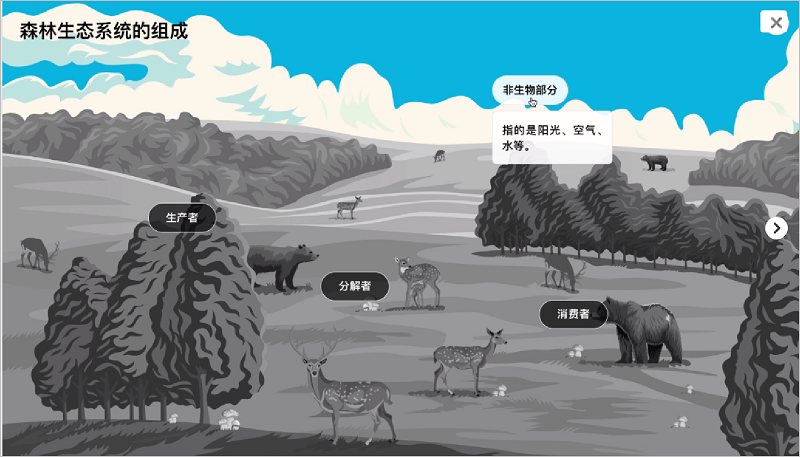 森林生态系统的组成
非生物部分
指的是阳光、空气、
水等。
生产者
分解者
消费者